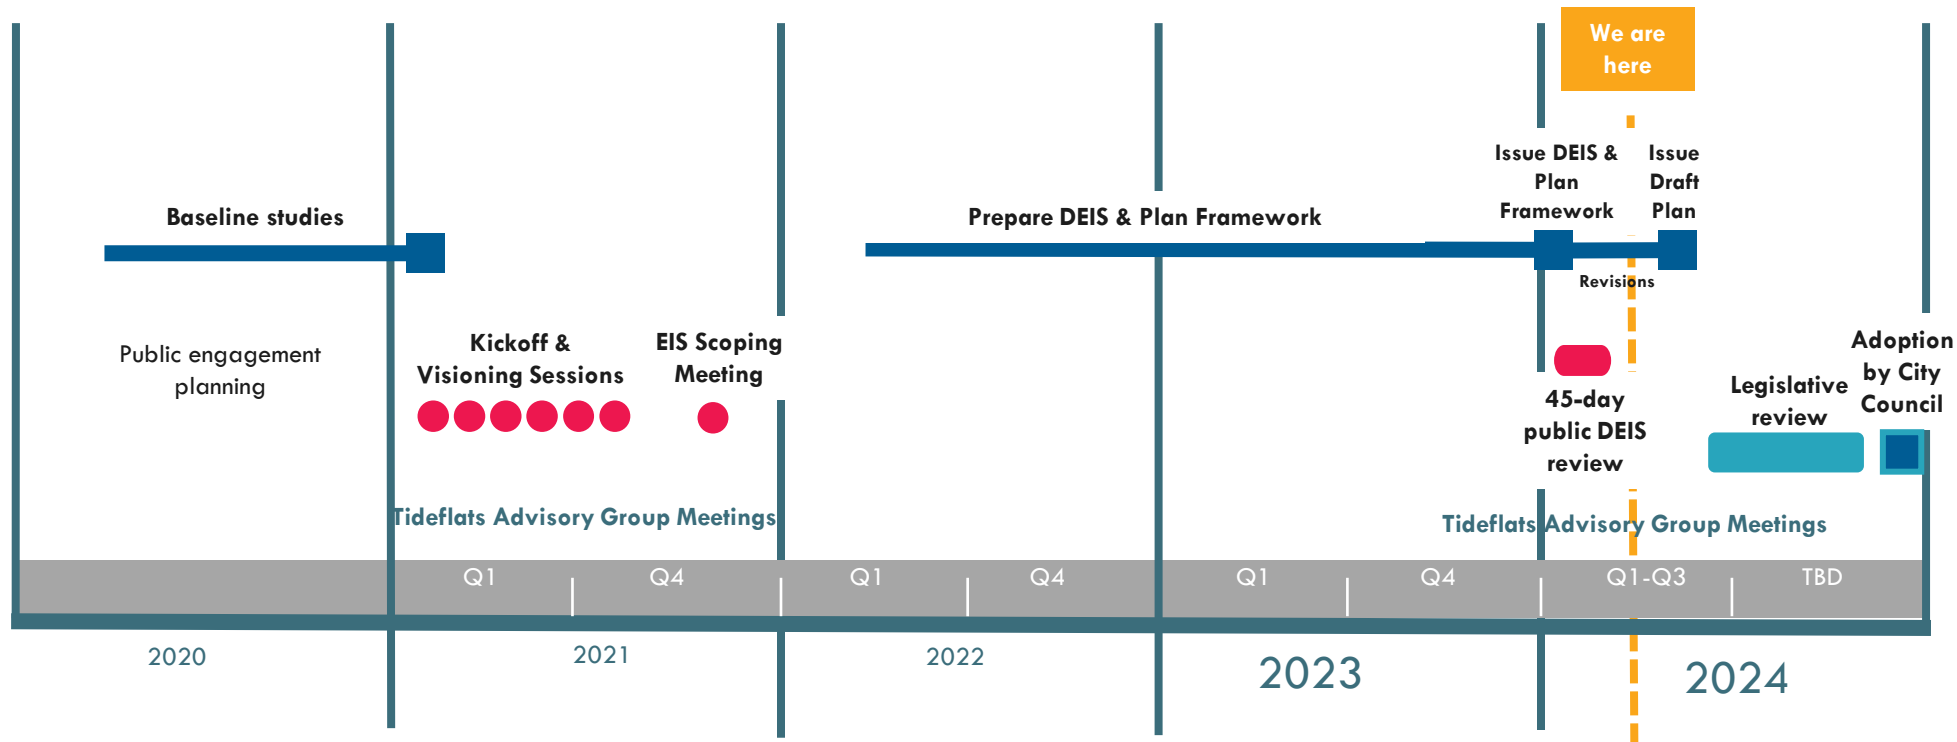 We are
here
Issue DEIS &
Plan
Framework
Issue
Draft
Plan
Baseline studies
Prepare DEIS & Plan Framework
Revisions
Public engagement
planning
Kickoff &
Visioning Sessions
EIS Scoping
Meeting
45-day
public DEIS
review
Legislative
review
Adoption
by City
Council
Tideflats Advisory Group Meetings
Tideflats Advisory Group Meetings
Q1
Q4
Q1
Q4
Q1
Q4
Q1-Q3
TBD
2020
2021
2022
2023
2024